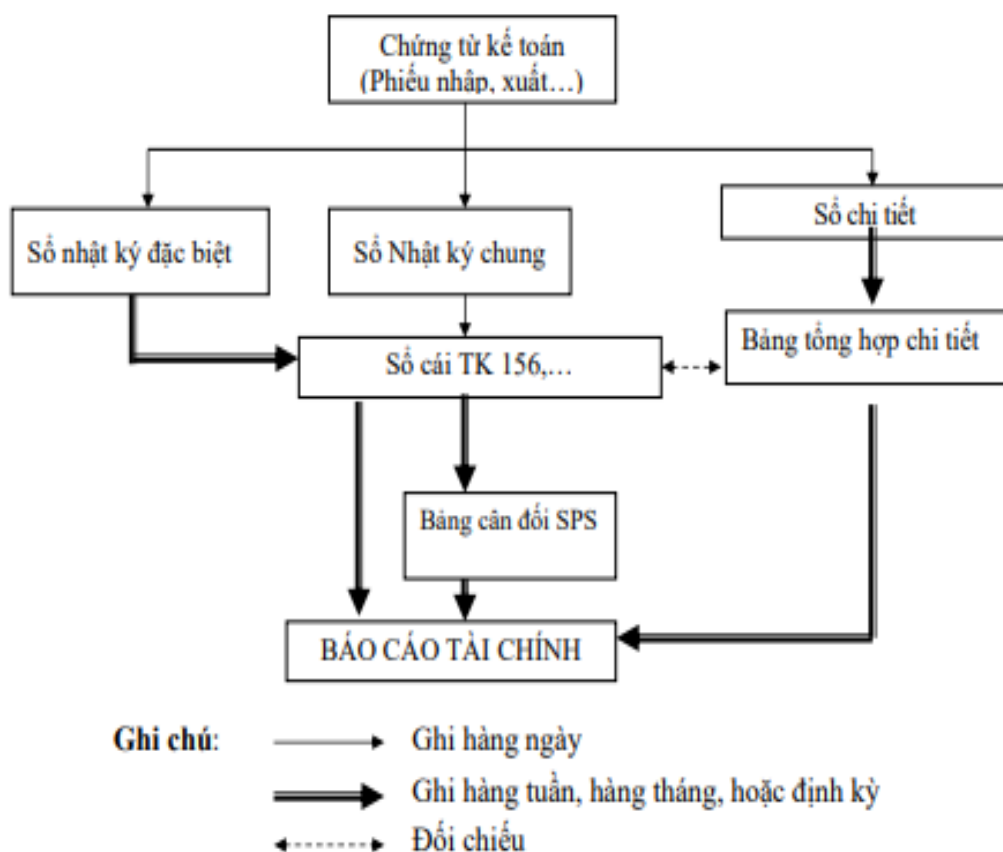 Chứng từ kế toán
(Phiếu nhập, xuất…)
Sổ nhật ký đặc biệt
Sổ Nhật ký chung
Sổ chi tiết
Bảng tổng hợp chi tiết
Sổ cái TK 156,…
Bảng cân đối SPS
BÁO CÁO TÀI CHÍNH
Ghi chú:
Ghi hàng ngày
Ghi hàng tuần, hàng tháng, hoặc định kỳ
Đối chiếu